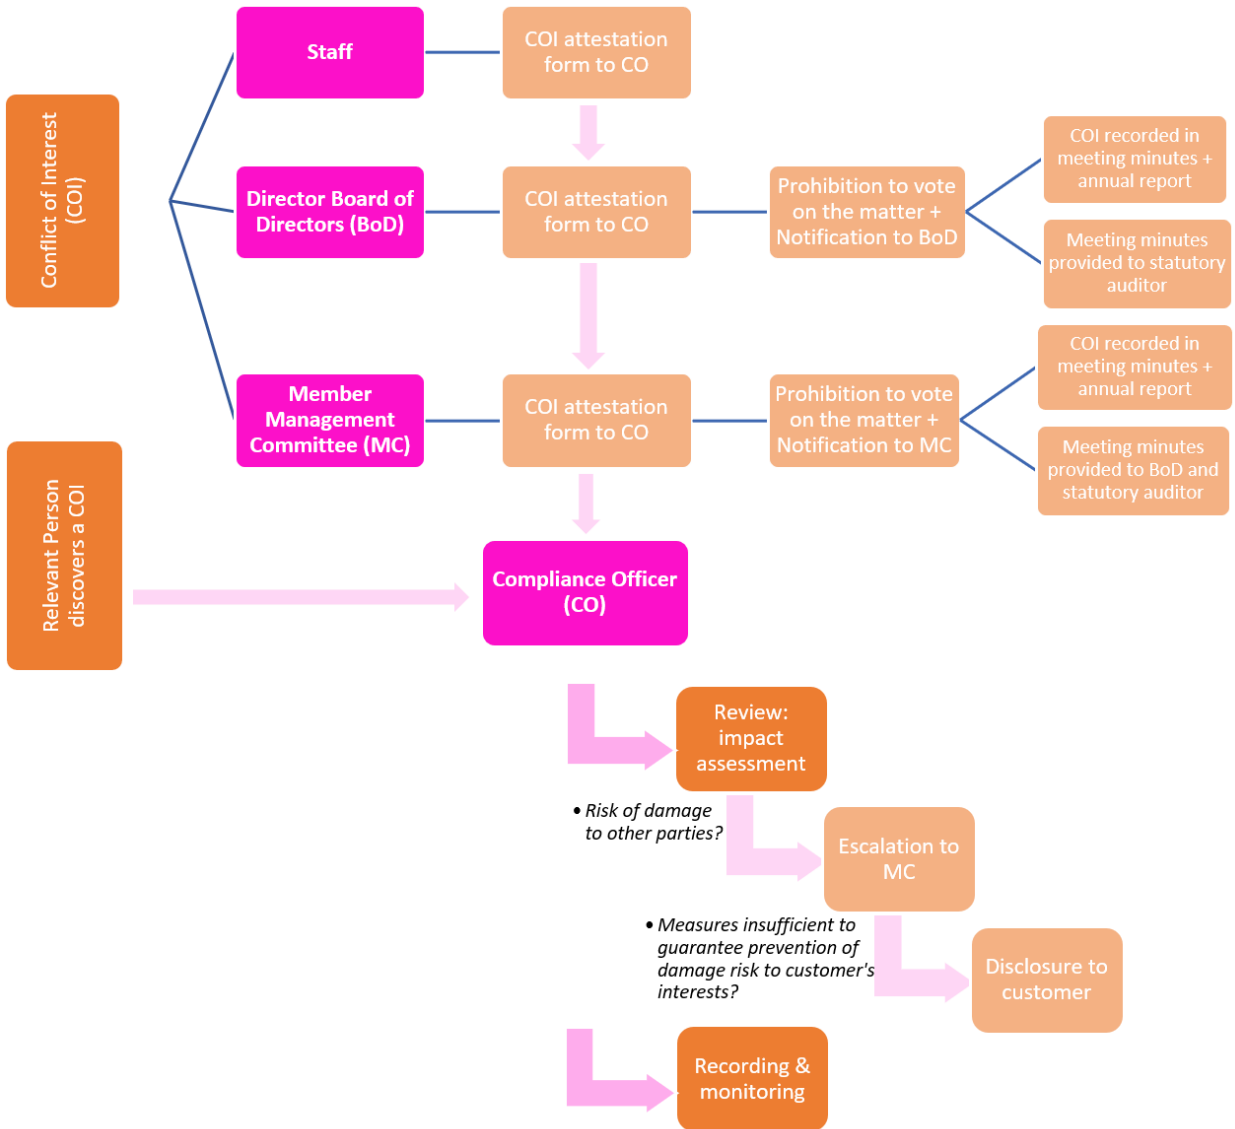 Conflict of Interest
(COI)
Staff
COI attestation
form to CO
Director Board of
Directors (BoD)
COI attestation
form to CO
Prohibition to vote
on the matter +
Notification to BoD
COI recorded in
meeting minutes +
annual report
Meeting minutes
provided to statutory
auditor
Member
Management
Committee (MC)
COI attestation
form to CO
Prohibition to vote
on the matter +
Notification to MC
COI recorded in
meeting minutes +
annual report
Meeting minutes
provided to BoD and
statutory auditor
Relevant Person
discovers a COI
Compliance Officer
(CO)
Review:
impact
assessment
• Risk of damage
to other parties?
Escalation to
MC
• Measures insufficient to
guarantee prevention of
damage risk to customer's
interests?
Disclosure to
customer
Recording &
monitoring